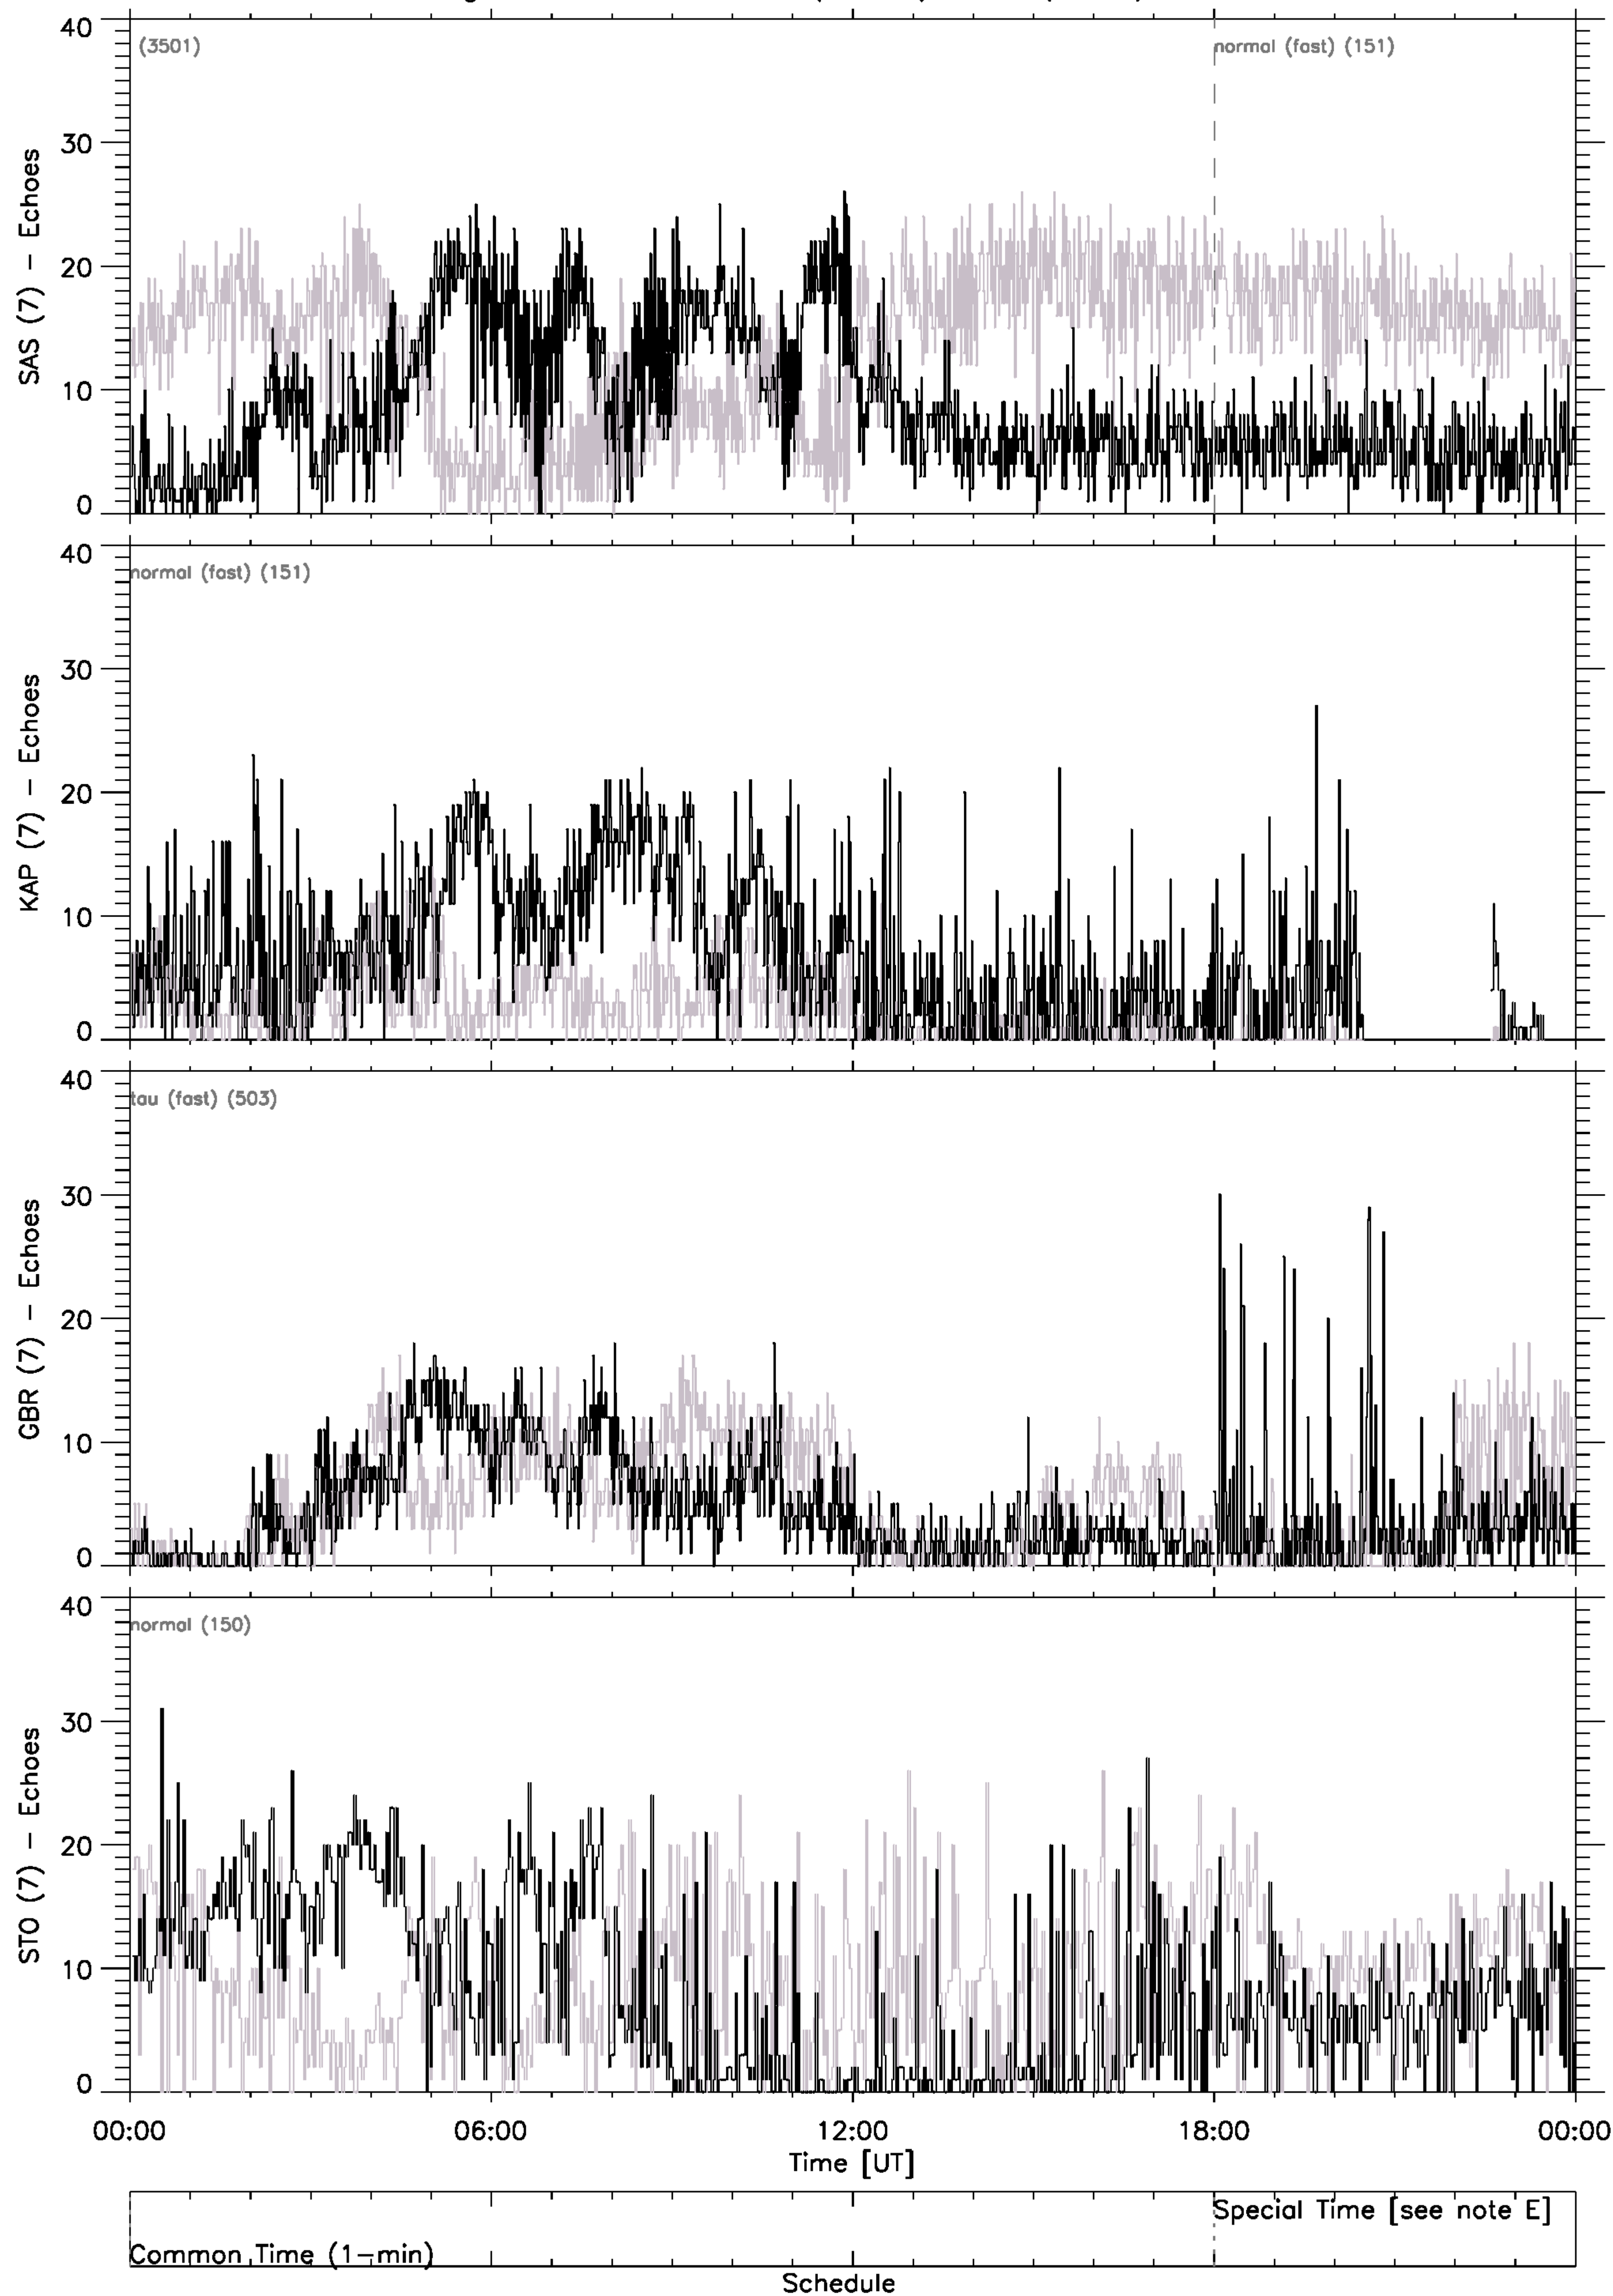 40
(3501) normal (fast) (151)
30
20
10
0
SAS (7) - Echoes
40
normal (fast) (151)
30
20
10
0
KAP (7) - Echoes
40
tau (fast) (503)
30
20
10
0
GBR (7) - Echoes
40
normal (150)
30
20
10
0
STO (7) - Echoes
00:00 06:00 12:00 18:00 00:00
Time [UT]
Special Time [see note E]
Common Time (1-min)
Schedule